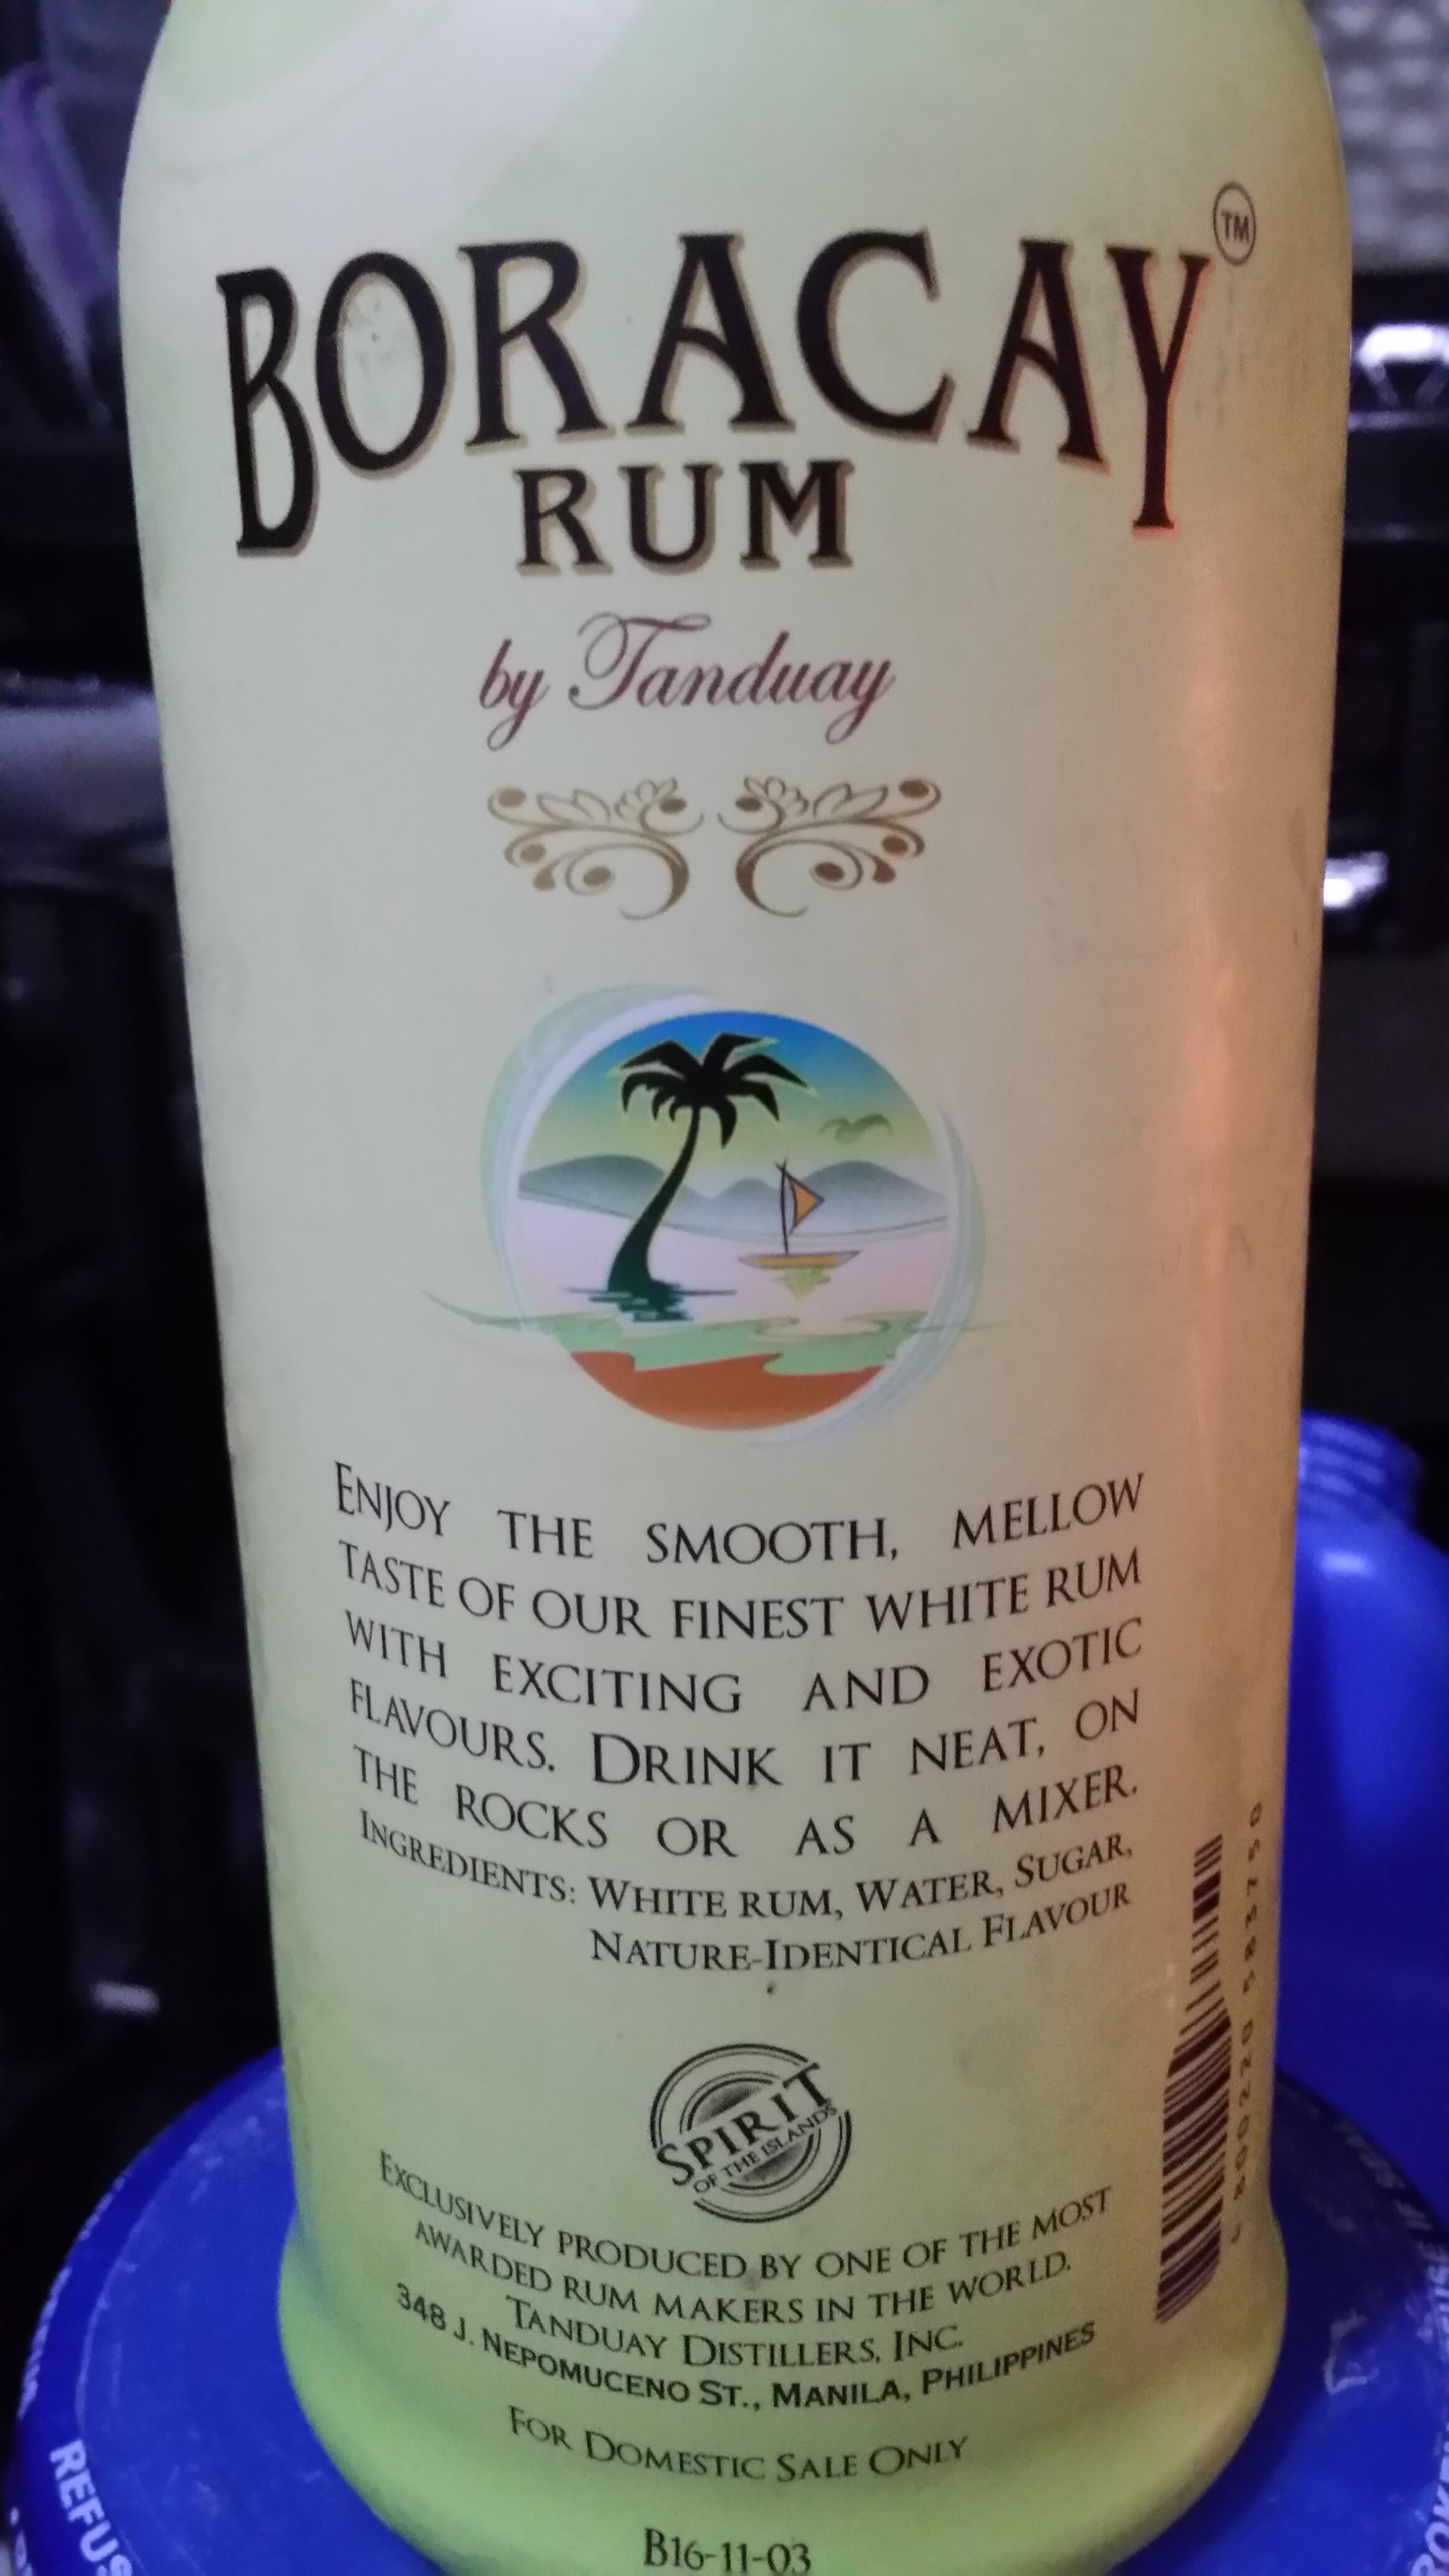 BORACAY TM
RUM
by Tanduay
ENJOY THE SMOOTH, MELLOW
TASTE OF OUR FINEST WHITE RUM
WITH EXCITING AND EXOTIC
FLAVOURS. DRINK IT NEAT, ON
THE ROCKS OR AS A MIXER.
INGREDIENTS: WHITE RUM, WATER, SUGAR,
NATURE-IDENTICAL FLAVOUR
SPIRIT
OF THE ISLANDS
EXCLUSIVELY PRODUCED BY ONE OF THE MOST
AWARDED RUM MAKERS IN THE WORLD.
TANDUAY DISTILLERS, INC.
348 J. NEPOMUCENO ST., MANILA, PHILIPPINES
FOR DOMESTIC SALE ONLY
B16-11-03